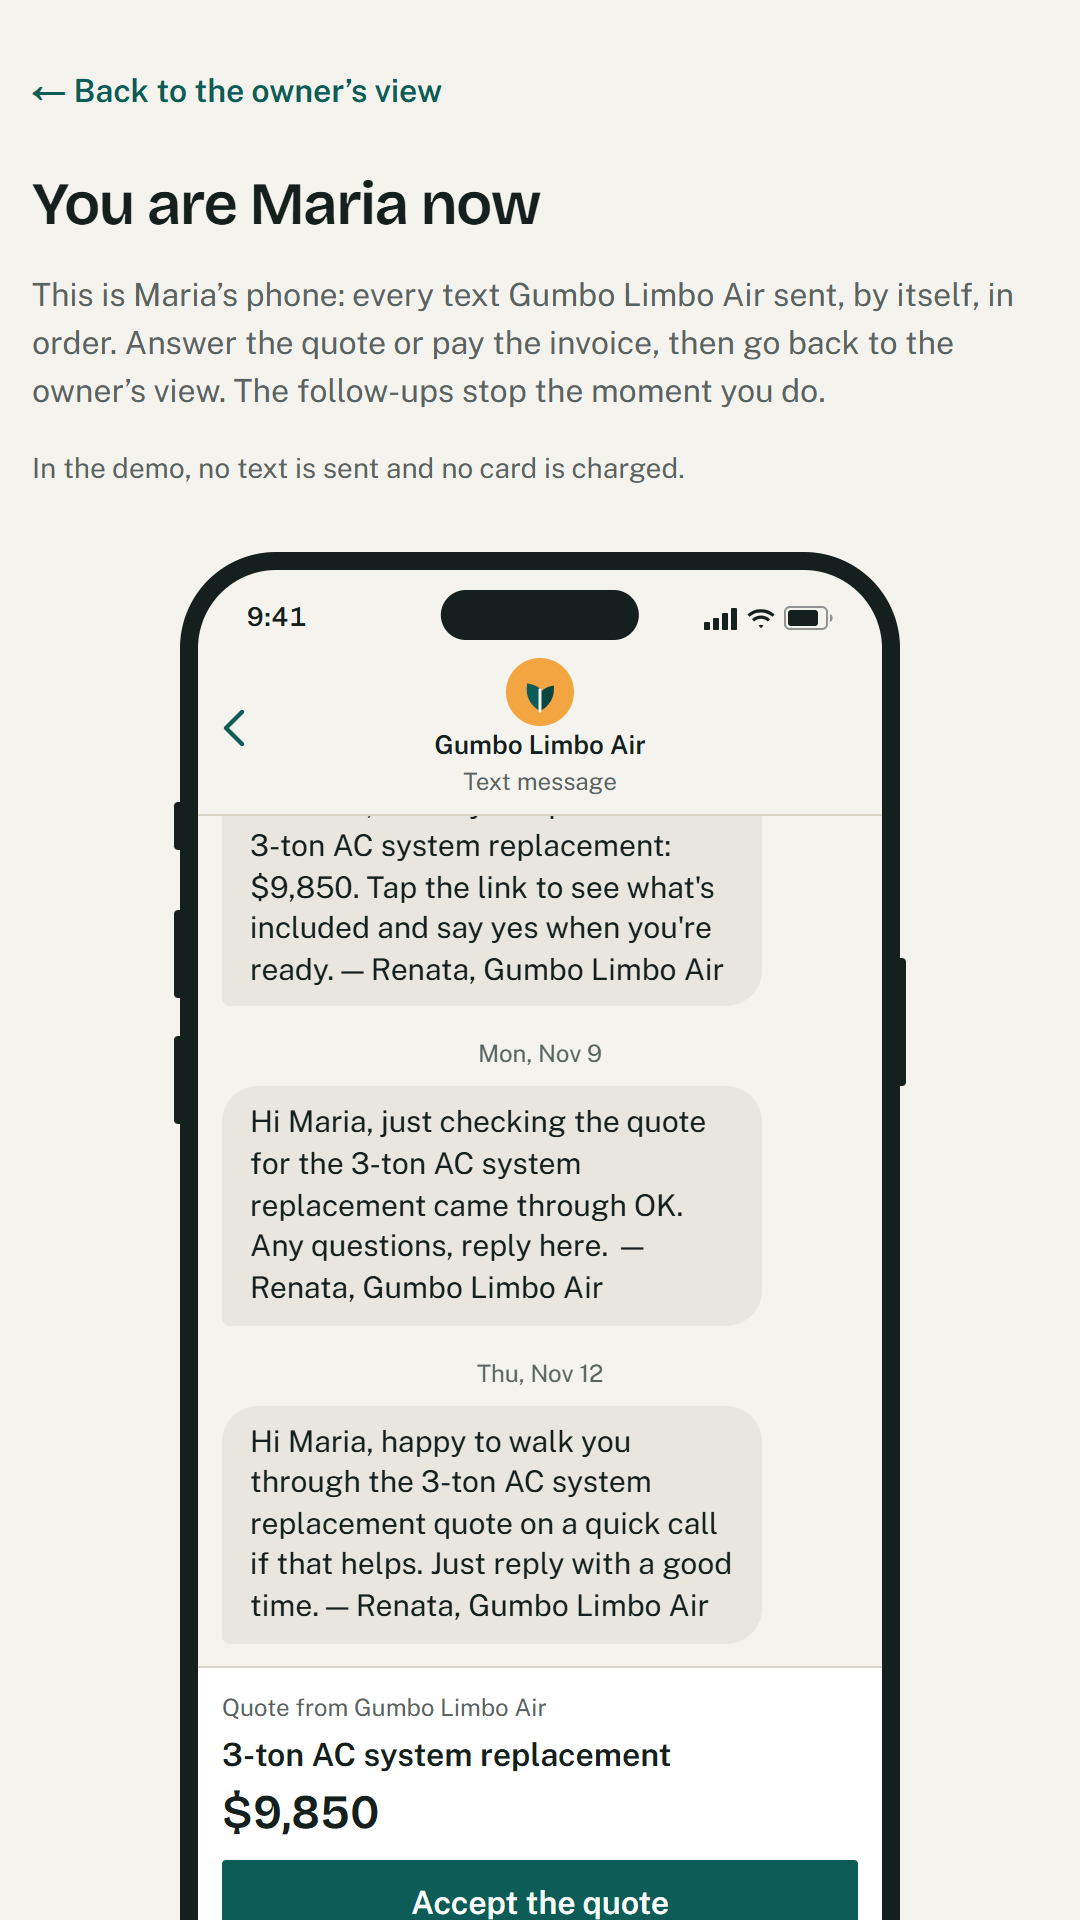 ← Back to the owner’s view
You are Maria now
This is Maria’s phone: every text Gumbo Limbo Air sent, by itself, in
order. Answer the quote or pay the invoice, then go back to the
owner’s view. The follow-ups stop the moment you do.
In the demo, no text is sent and no card is charged.
9:41
Gumbo Limbo Air
Text message
3-ton AC system replacement:
$9,850. Tap the link to see what's
included and say yes when you're
ready. — Renata, Gumbo Limbo Air
Mon, Nov 9
Hi Maria, just checking the quote
for the 3-ton AC system
replacement came through OK.
Any questions, reply here. —
Renata, Gumbo Limbo Air
Thu, Nov 12
Hi Maria, happy to walk you
through the 3-ton AC system
replacement quote on a quick call
if that helps. Just reply with a good
time. — Renata, Gumbo Limbo Air
Quote from Gumbo Limbo Air
3-ton AC system replacement
$9,850
Accept the quote